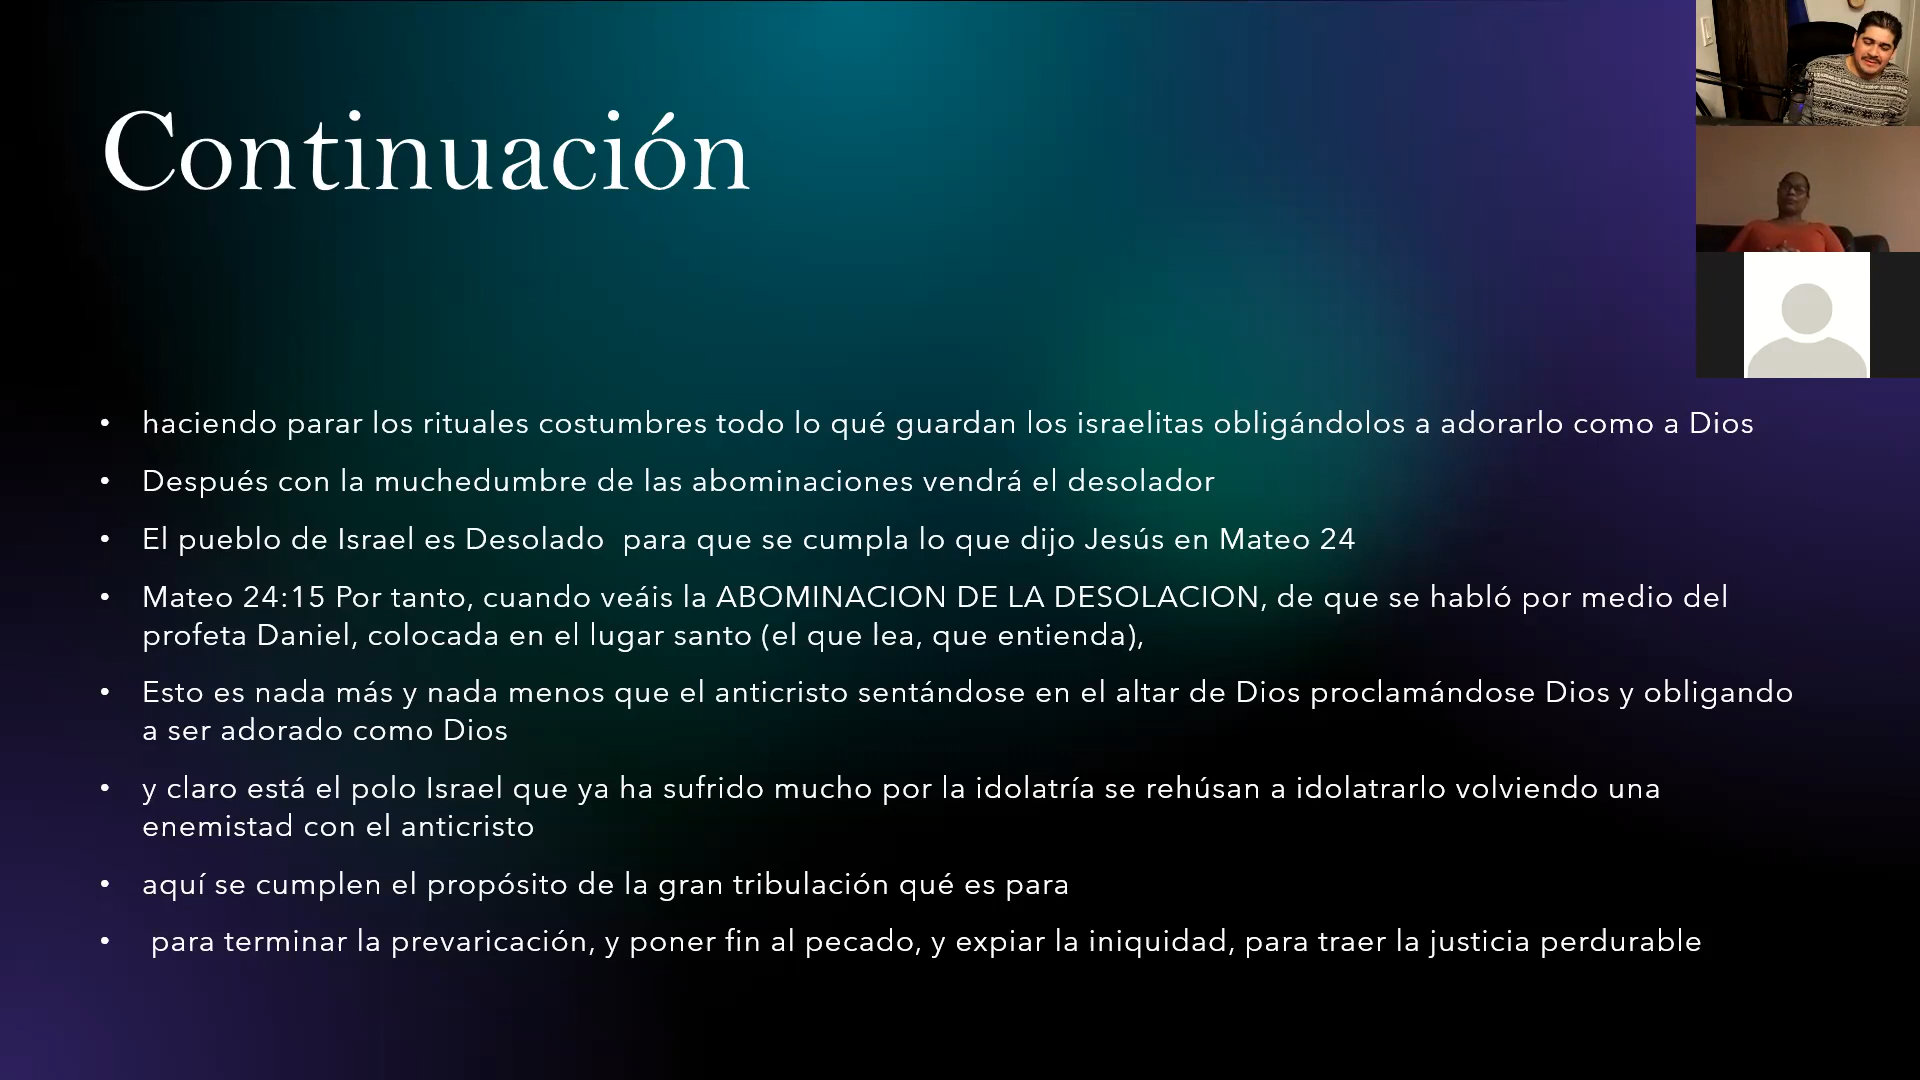 Continuación
• haciendo parar los rituales costumbres todo lo qué guardan los israelitas obligándolos a adorarlo como a Dios
• Después con la muchedumbre de las abominaciones vendrá el desolador
• El pueblo de Israel es Desolado  para que se cumpla lo que dijo Jesús en Mateo 24
• Mateo 24:15 Por tanto, cuando veáis la ABOMINACION DE LA DESOLACION, de que se habló por medio del
profeta Daniel, colocada en el lugar santo (el que lea, que entienda),
• Esto es nada más y nada menos que el anticristo sentándose en el altar de Dios proclamándose Dios y obligando
a ser adorado como Dios
• y claro está el polo Israel que ya ha sufrido mucho por la idolatría se rehúsan a idolatrarlo volviendo una
enemistad con el anticristo
• aquí se cumplen el propósito de la gran tribulación qué es para
• para terminar la prevaricación, y poner fin al pecado, y expiar la iniquidad, para traer la justicia perdurable